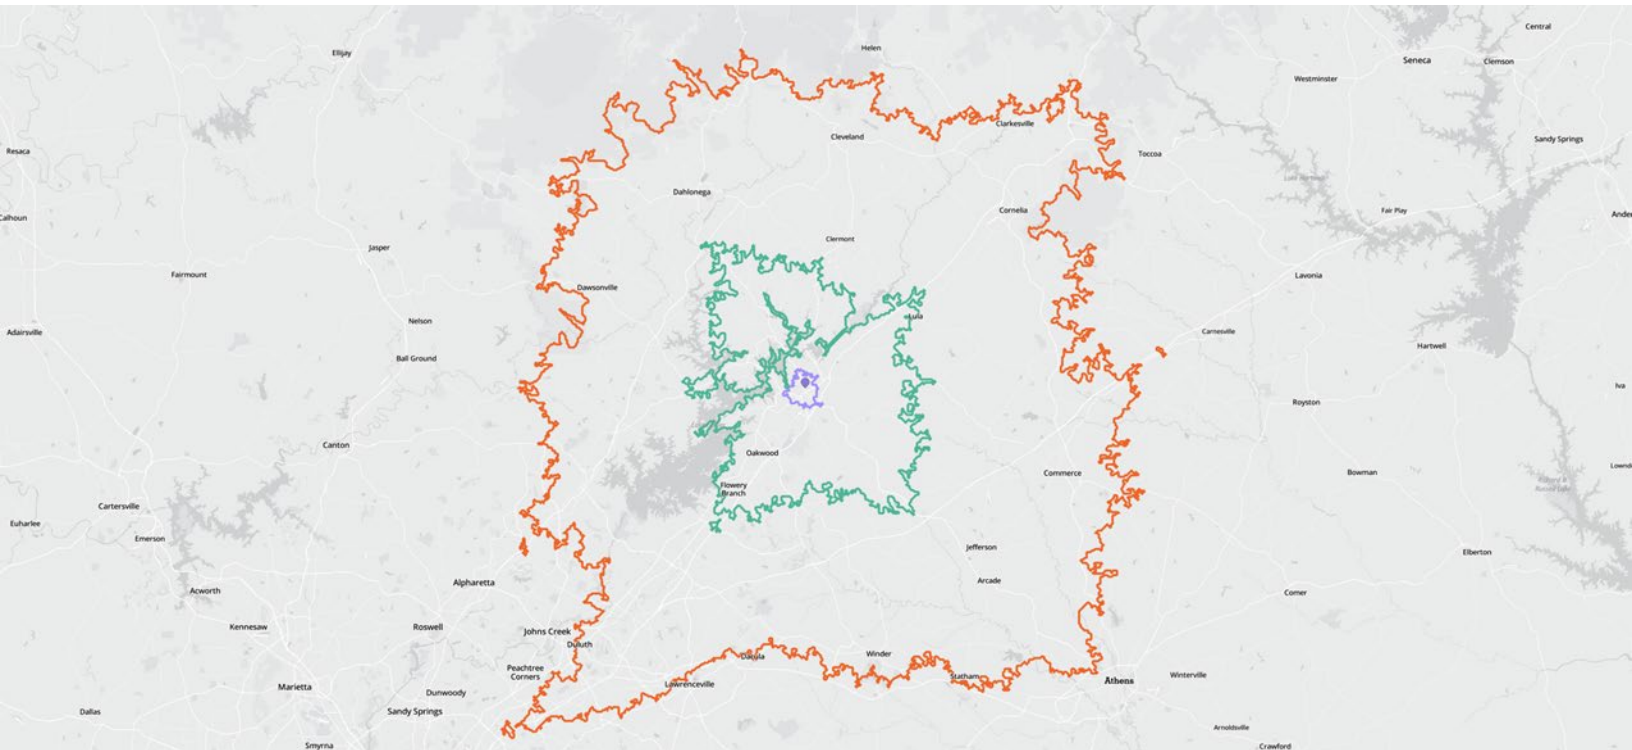 Central
Helen
Ellijay
Seneca
Clemson
Westminster
Clarkesville
Cleveland
Sandy Springs
Resaca
Toccoa
Dahlonega
Cornelia
Fair Play
Ande
Calhoun
Clermont
Jasper
Fairmount
Lavonia
Dawsonville
Lula
Nelson
Adairsville
Carnesville
Hartwell
Ball Ground
Iva
Royston
Canton
Oakwood
Lownd
Commerce
Bowman
Flowery
Branch
Cartersville
Euharlee
Emerson
Jefferson
Elberton
Alpharetta
Arcade
Acworth
Comer
Kennesaw
Roswell
Johns Creek
Duluth
Dacula
Winder
Peachtree
Corners
Statham
Winterville
Athens
Lawrenceville
Marietta
Dunwoody
Dallas
Sandy Springs
Arnoldsville
Smyrna
Crawford